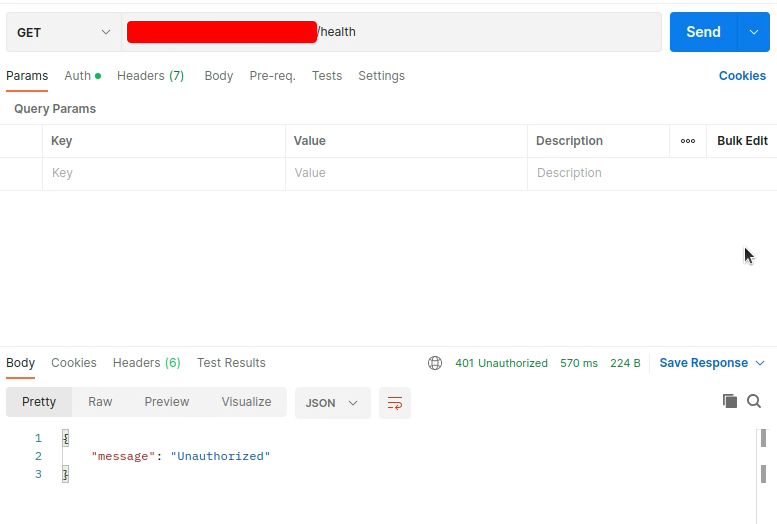 GET /health Send
Params Auth Headers (7) Body Pre-req. Tests Settings Cookies
Query Params
Key Value Description ooo Bulk Edit
Key Value Description
Body Cookies Headers (6) Test Results 401 Unauthorized 570 ms 224 B Save Response
Pretty Raw Preview Visualize JSON
1 {
2 "message": "Unauthorized"
3 }